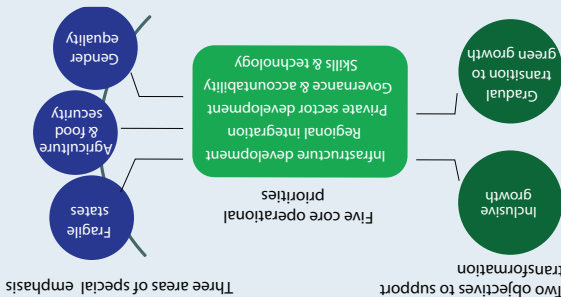 Two objectives to support
transformation
Inclusive
growth
Gradual
transition to
green growth
Five core operational
priorities
Infrastructure development
Regional integration
Private sector development
Governance & accountability
Skills & technology
Three areas of special emphasis
Fragile
states
Agriculture
& food
security
Gender
equality